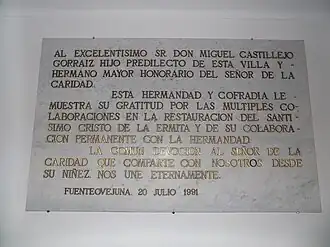 AL EXCELENTISIMO SR. DON MIGUEL CASTILLEJO
GORRAIZ HIJO PREDILECTO DE ESTA VILLA Y
HERMANO MAYOR HONORARIO DEL SEÑOR DE LA
CARIDAD.
ESTA HERMANDAD Y COFRADIA LE
MUESTRA SU GRATITUD POR LAS MULTIPLES CO-
LABORACIONES EN LA RESTAURACION DEL SANTI-
SIMO CRISTO DE LA ERMITA Y DE SU COLABORA-
CION PERMANENTE CON LA HERMANDAD.
LA COMUN DEVOCION AL SEÑOR DE LA
CARIDAD QUE COMPARTE CON NOSOTROS DESDE
SU NIÑEZ, NOS UNE ETERNAMENTE.
FUENTEOVEJUNA, 20 JULIO 1991